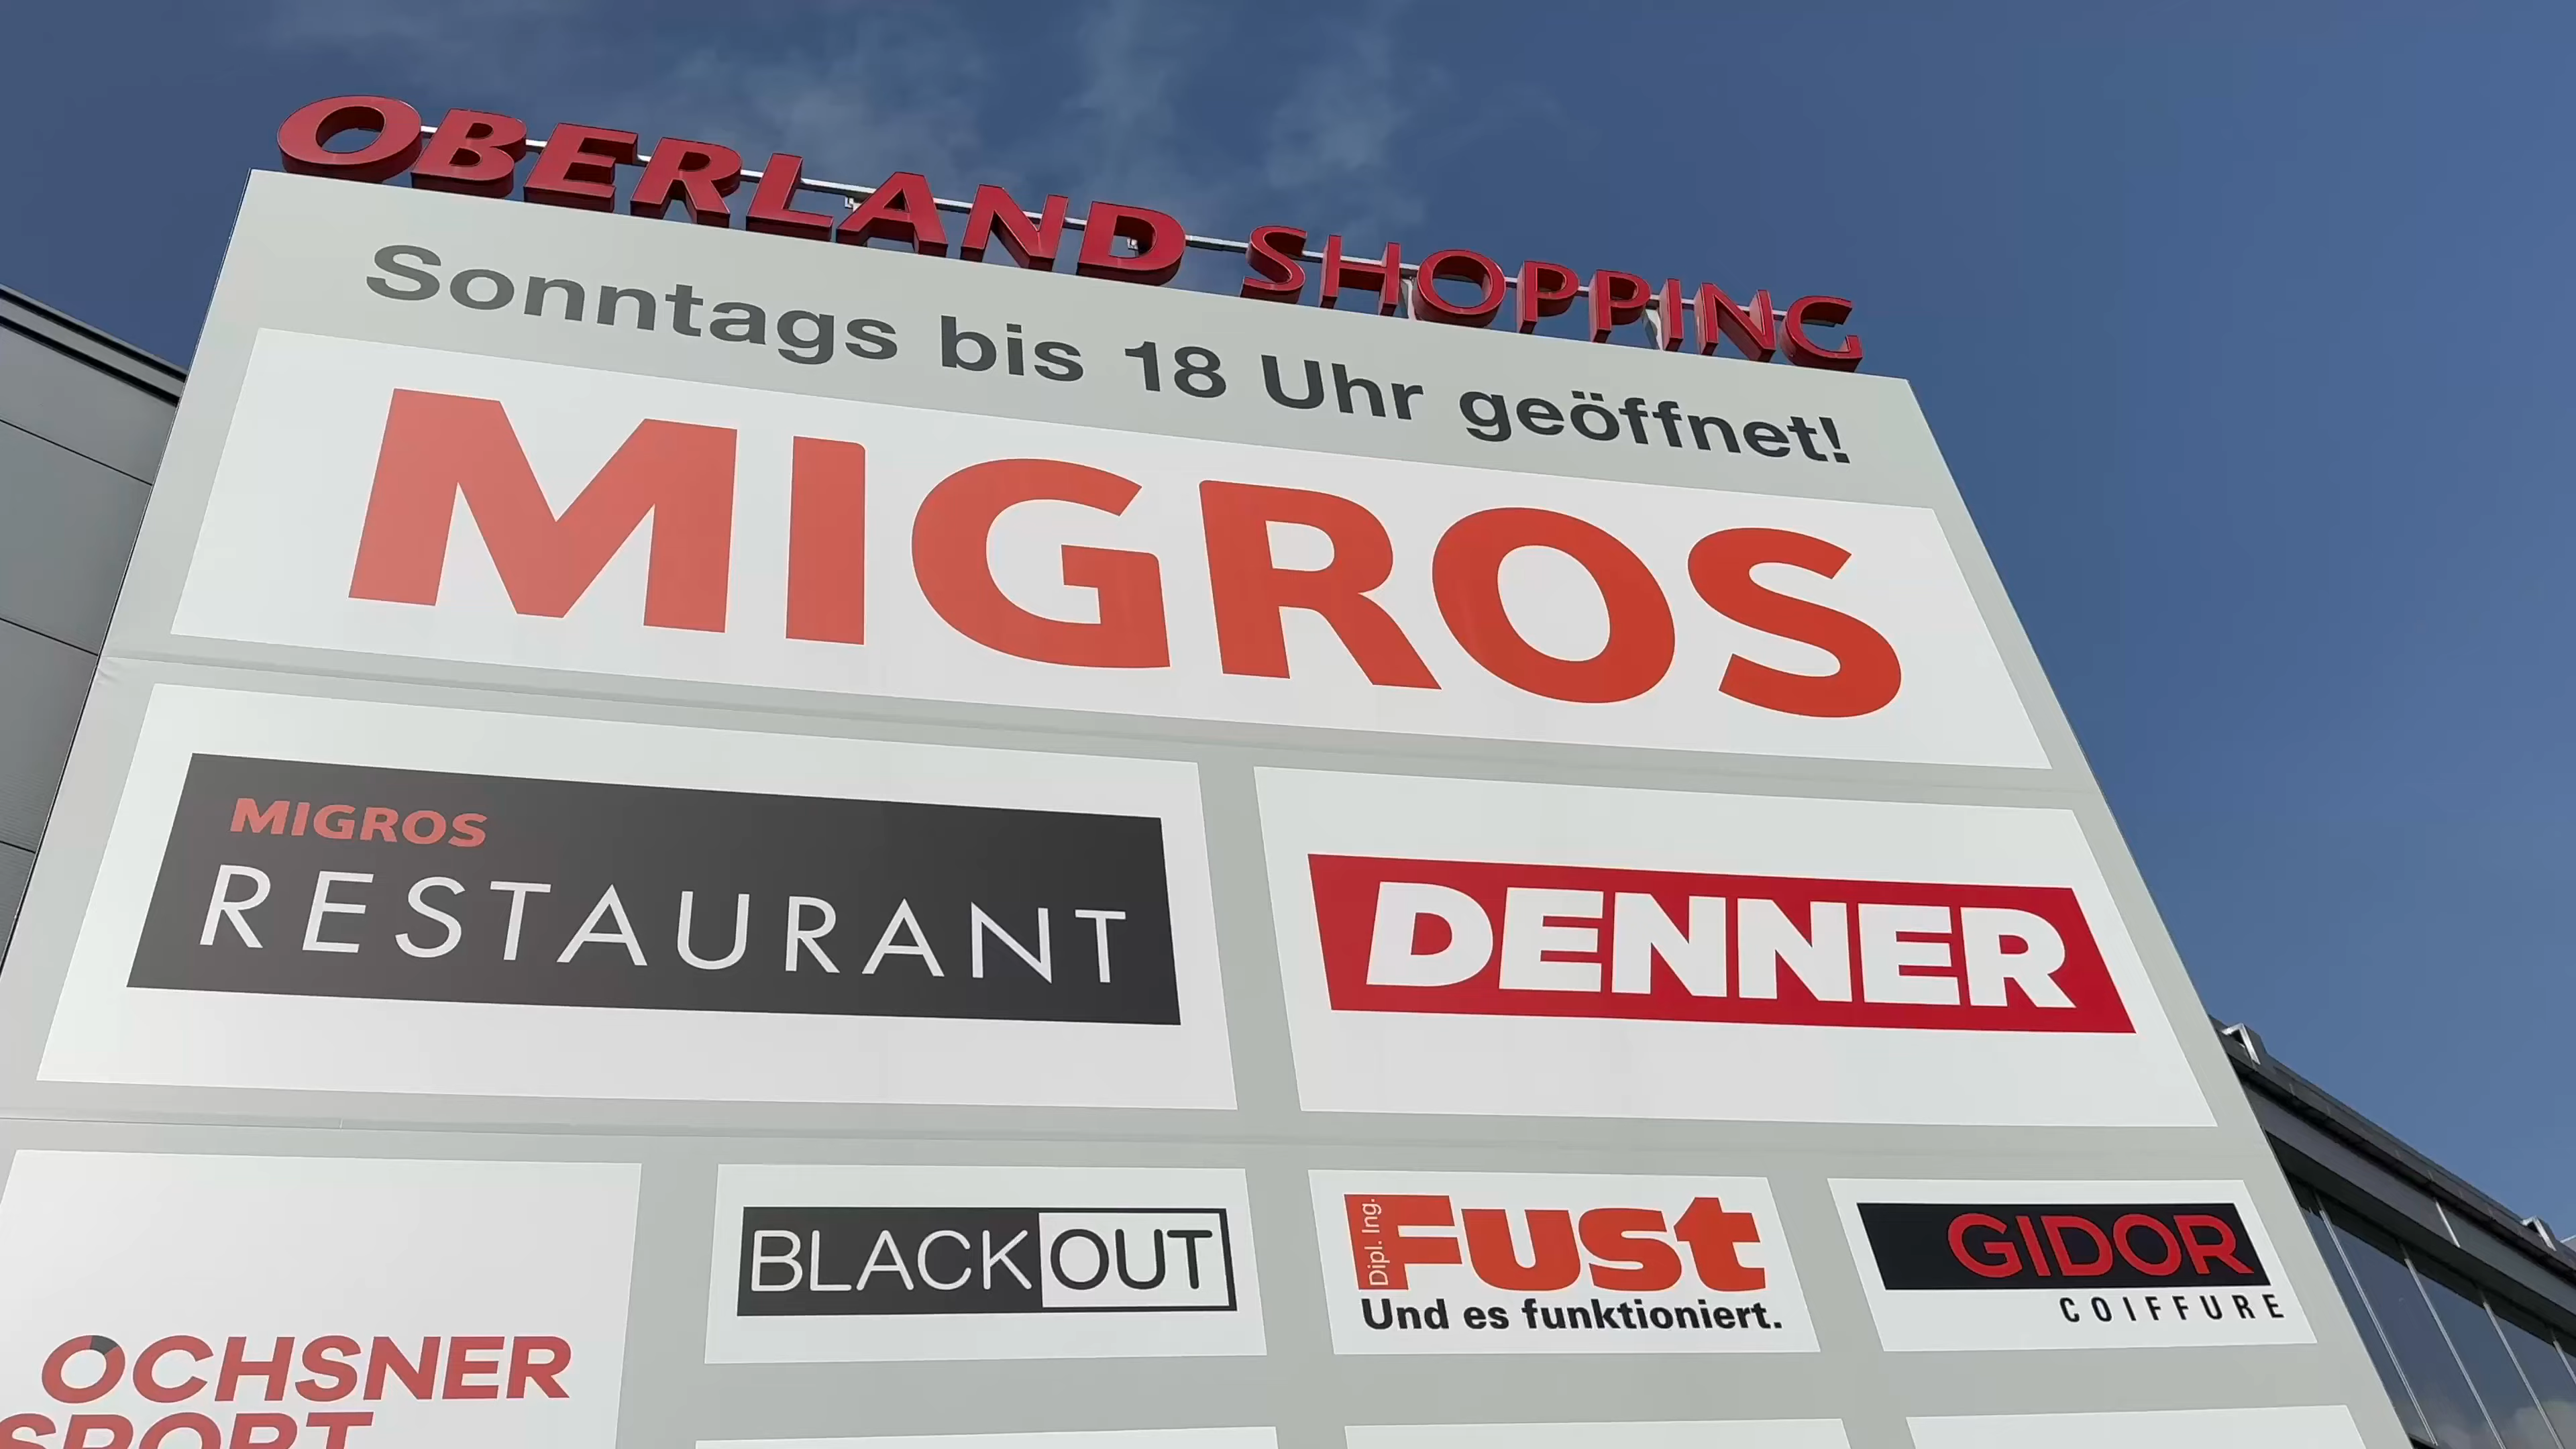 OBERLAND SHOPPING
Sonntags bis 18 Uhr geöffnet!
MIGROS
MIGROS
RESTAURANT
DENNER
BLACKOUT
Dipl. Ing.
Fust
Und es funktioniert.
GIDOR
COIFFURE
OCHSNER
SPORT